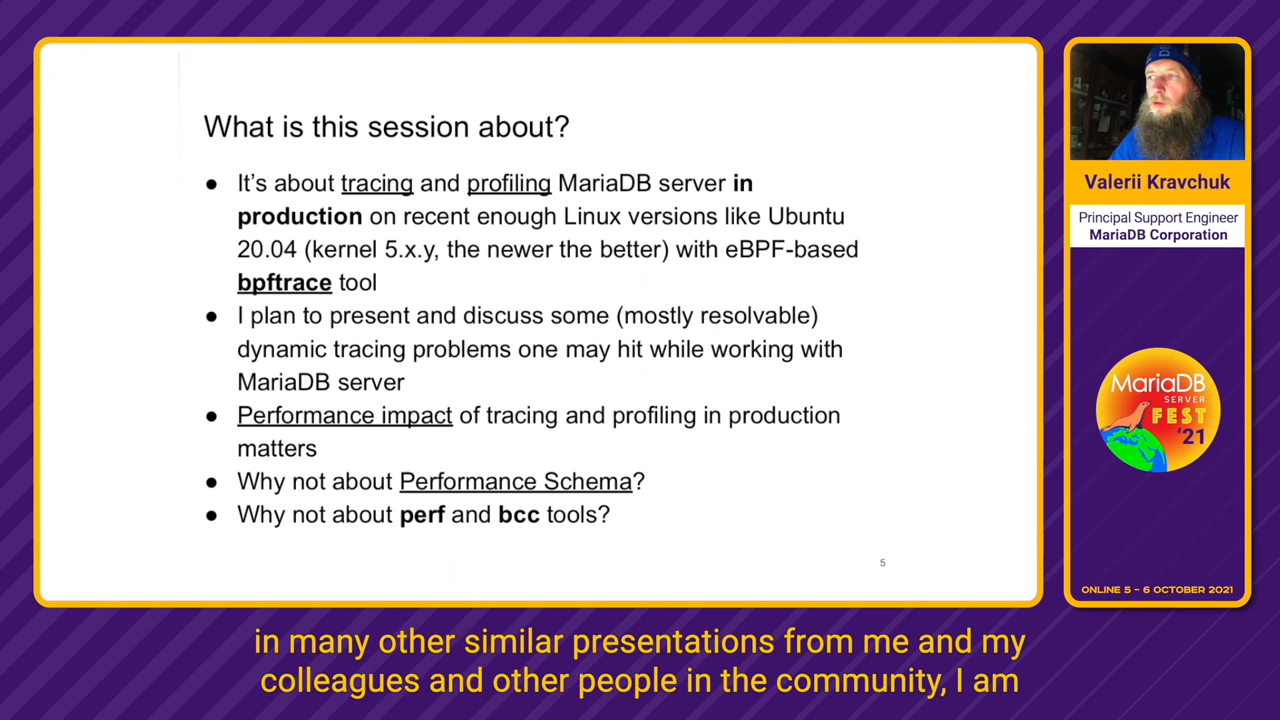 What is this session about?
● It’s about tracing and profiling MariaDB server in
production on recent enough Linux versions like Ubuntu
20.04 (kernel 5.x.y, the newer the better) with eBPF-based
bpftrace tool
● I plan to present and discuss some (mostly resolvable)
dynamic tracing problems one may hit while working with
MariaDB server
● Performance impact of tracing and profiling in production
matters
● Why not about Performance Schema?
● Why not about perf and bcc tools?
5
Valerii Kravchuk
Principal Support Engineer
MariaDB Corporation
MariaDB
SERVER
FEST
'21
ONLINE 5 – 6 OCTOBER 2021
in many other similar presentations from me and my
colleagues and other people in the community, I am